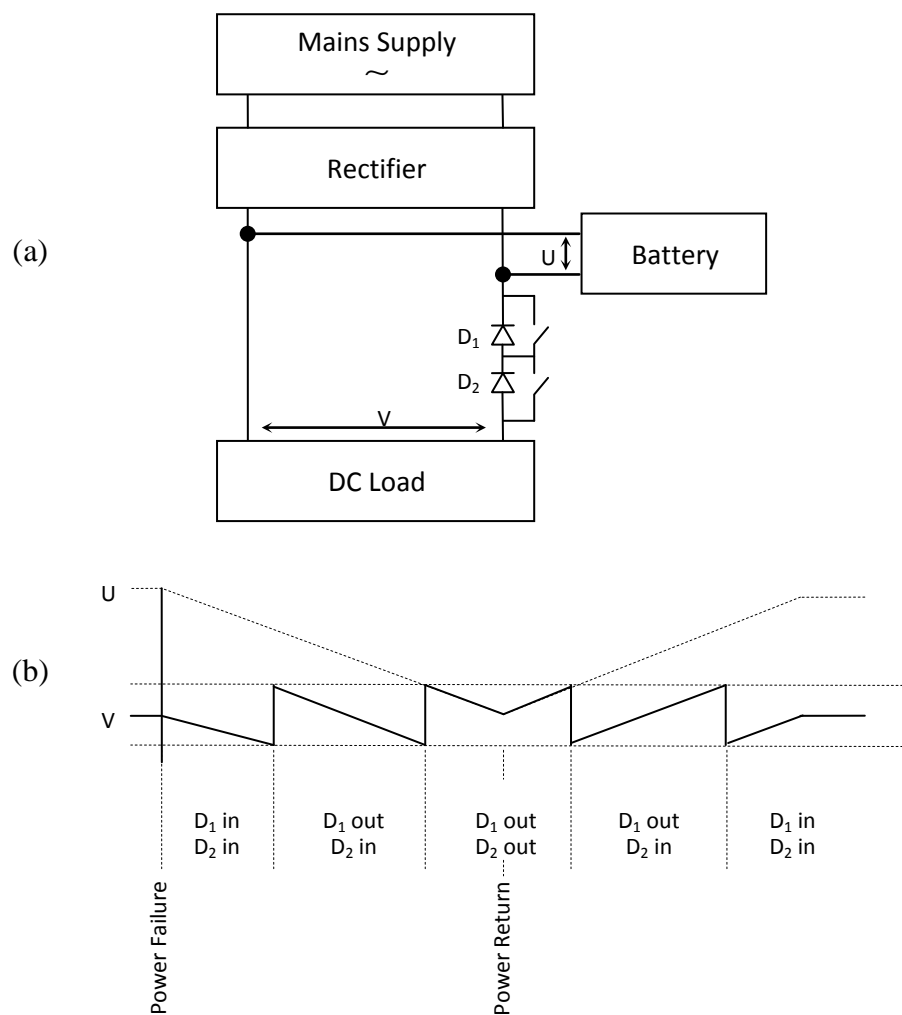 Mains Supply
~
Rectifier
(a)
U
Battery
D₁
D₂
V
DC Load
U
(b)
V
D₁ in
D₂ in
D₁ out
D₂ in
D₁ out
D₂ out
D₁ out
D₂ in
D₁ in
D₂ in
Power Failure
Power Return